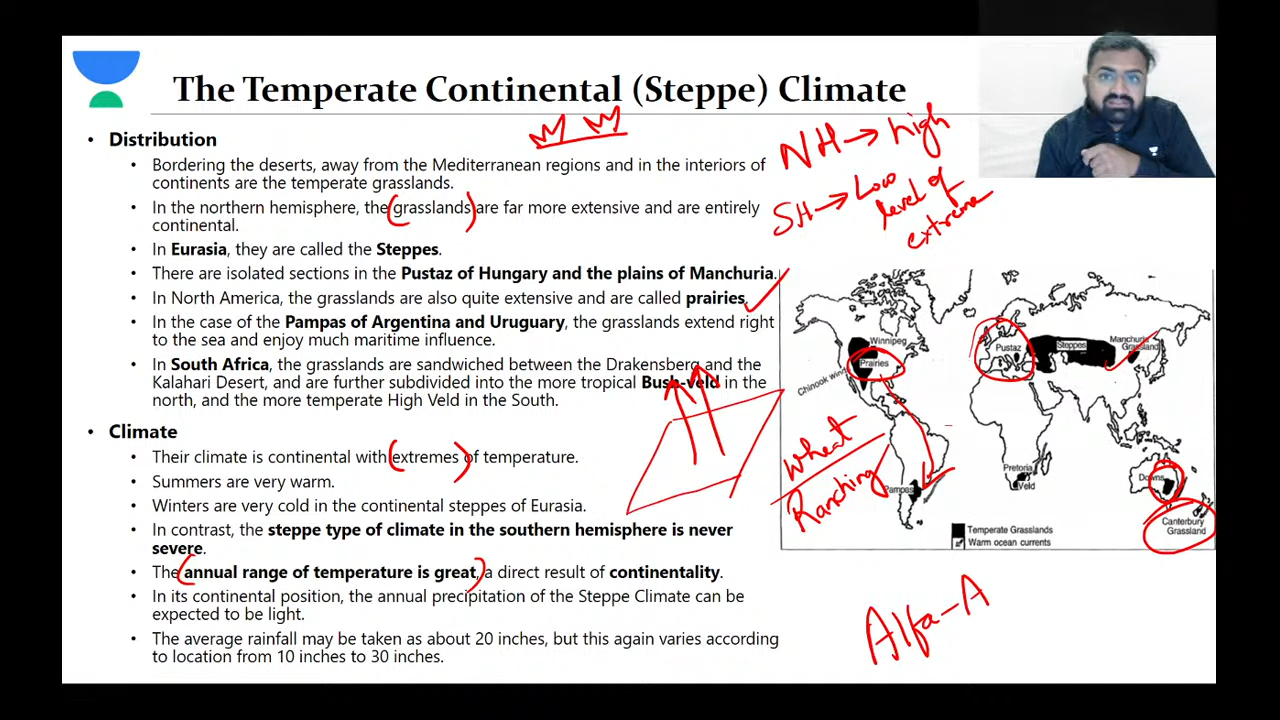 The Temperate Continental (Steppe) Climate
• Distribution
• Bordering the deserts, away from the Mediterranean regions and in the interiors of
continents are the temperate grasslands.
• In the northern hemisphere, the grasslands are far more extensive and are entirely
continental.
• In Eurasia, they are called the Steppes.
• There are isolated sections in the Pustaz of Hungary and the plains of Manchuria.
• In North America, the grasslands are also quite extensive and are called prairies.
• In the case of the Pampas of Argentina and Uruguary, the grasslands extend right
to the sea and enjoy much maritime influence.
• In South Africa, the grasslands are sandwiched between the Drakensberg and the
Kalahari Desert, and are further subdivided into the more tropical Bush-veld in the
north, and the more temperate High Veld in the South.
• Climate
• Their climate is continental with extremes of temperature.
• Summers are very warm.
• Winters are very cold in the continental steppes of Eurasia.
• In contrast, the steppe type of climate in the southern hemisphere is never
severe.
• The annual range of temperature is great, a direct result of continentality.
• In its continental position, the annual precipitation of the Steppe Climate can be
expected to be light.
• The average rainfall may be taken as about 20 inches, but this again varies according
to location from 10 inches to 30 inches.
NH → high
SH → Low
level of
extreme
Winnipeg
Prairies
Chinook wind
Pustaz
Steppes
Manchuria
Grassland
Wheat
Ranching
Pampas
Pretoria
Veld
Downs
Canterbury
Grassland
Temperate Grasslands
Warm ocean currents
Alfa-A